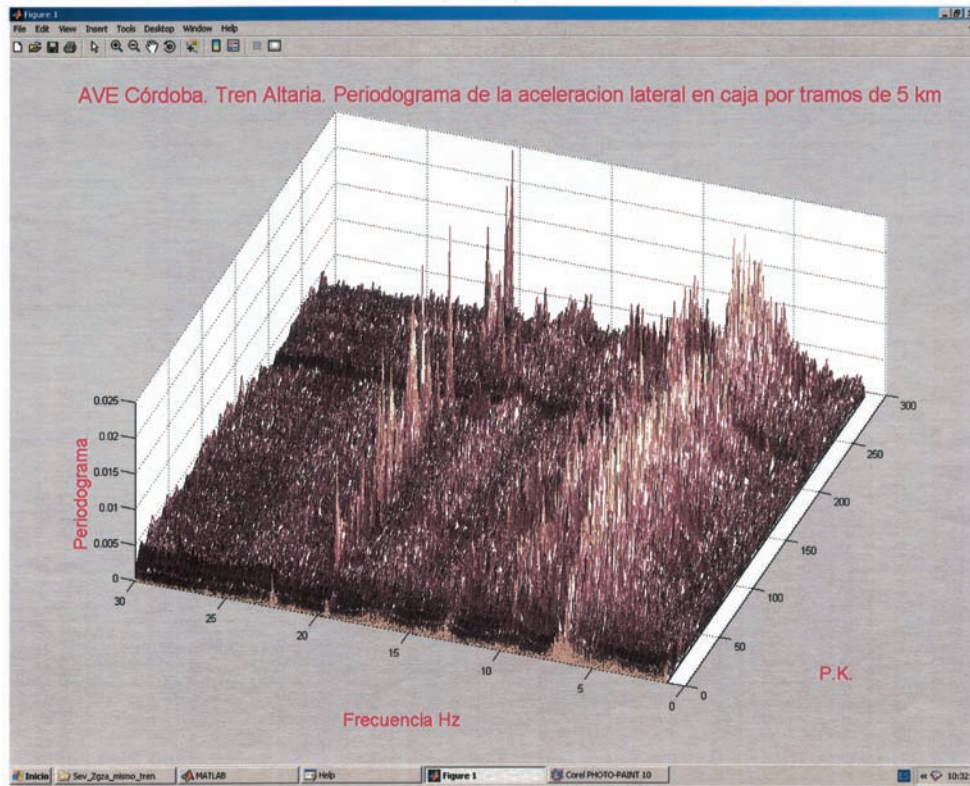 Figure 1
File Edit View Insert Tools Desktop Window Help
AVE Córdoba. Tren Altaria. Periodograma de la aceleracion lateral en caja por tramos de 5 km
0.025
0.02
0.015
0.01
0.005
0
Periodograma
30
25
20
15
10
5
0
Frecuencia Hz
0
50
100
150
200
250
300
P.K.
Inicio Sev_Zgza_mismo_tren MATLAB Help Figure 1 Corel PHOTO-PAINT 10 « 10:32